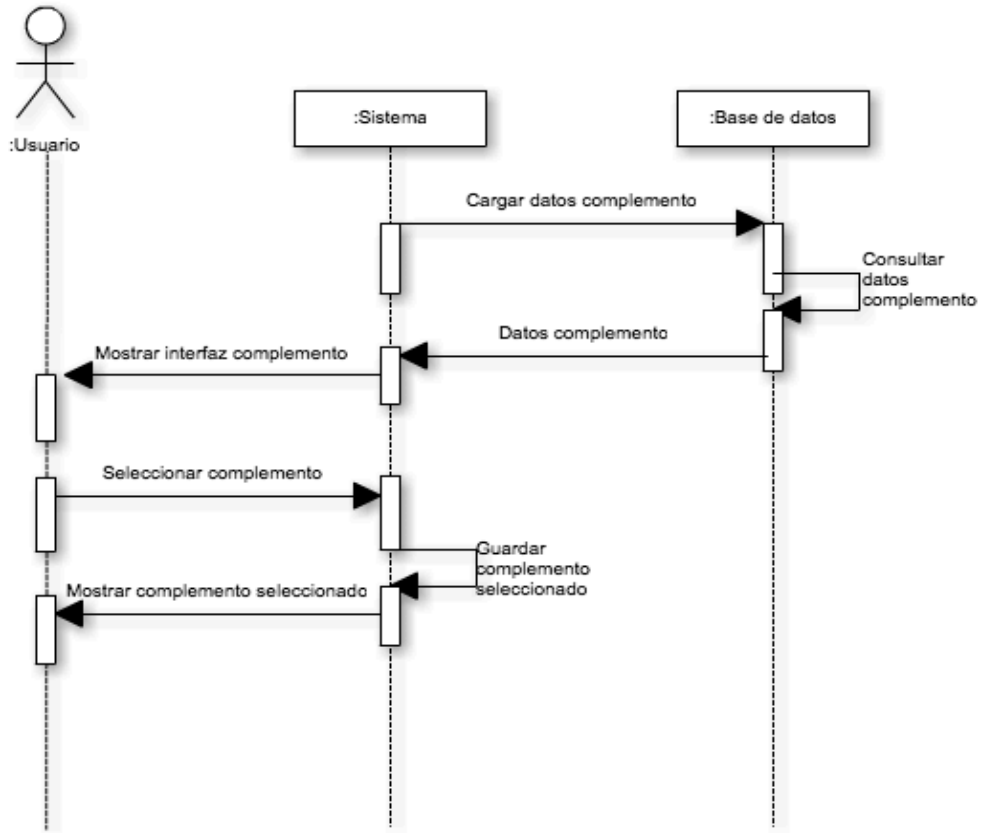 :Usuario
:Sistema
:Base de datos
Cargar datos complemento
Consultar
datos
complemento
Datos complemento
Mostrar interfaz complemento
Seleccionar complemento
Guardar
complemento
seleccionado
Mostrar complemento seleccionado